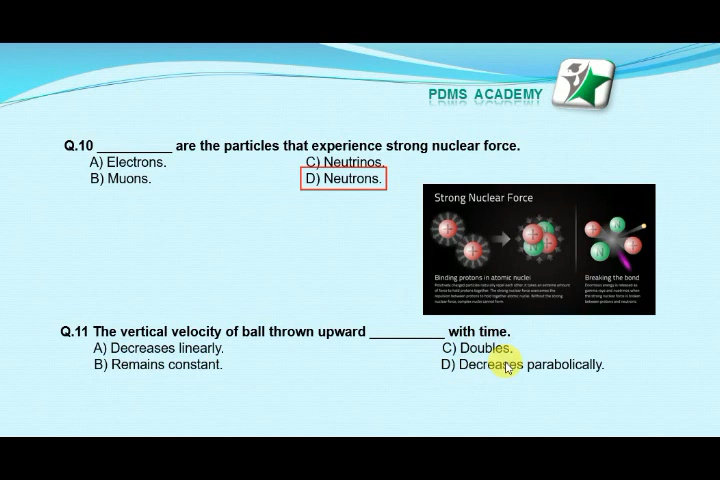 PDMS ACADEMY
Q.10 __________ are the particles that experience strong nuclear force.
A) Electrons.
C) Neutrinos.
B) Muons.
D) Neutrons.
Strong Nuclear Force
Binding protons in atomic nuclei
Breaking the bond
Q.11 The vertical velocity of ball thrown upward __________ with time.
A) Decreases linearly.
C) Doubles.
B) Remains constant.
D) Decreases parabolically.